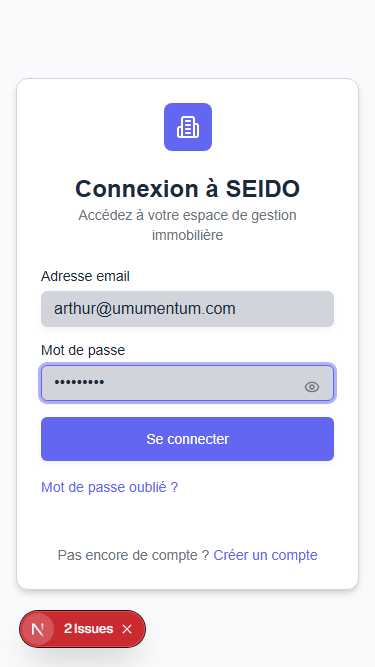 Connexion à SEIDO
Accédez à votre espace de gestion
immobilière
Adresse email
arthur@umumentum.com
Mot de passe
•••••••••
Se connecter
Mot de passe oublié ?
Pas encore de compte ? Créer un compte
N 2 Issues ×